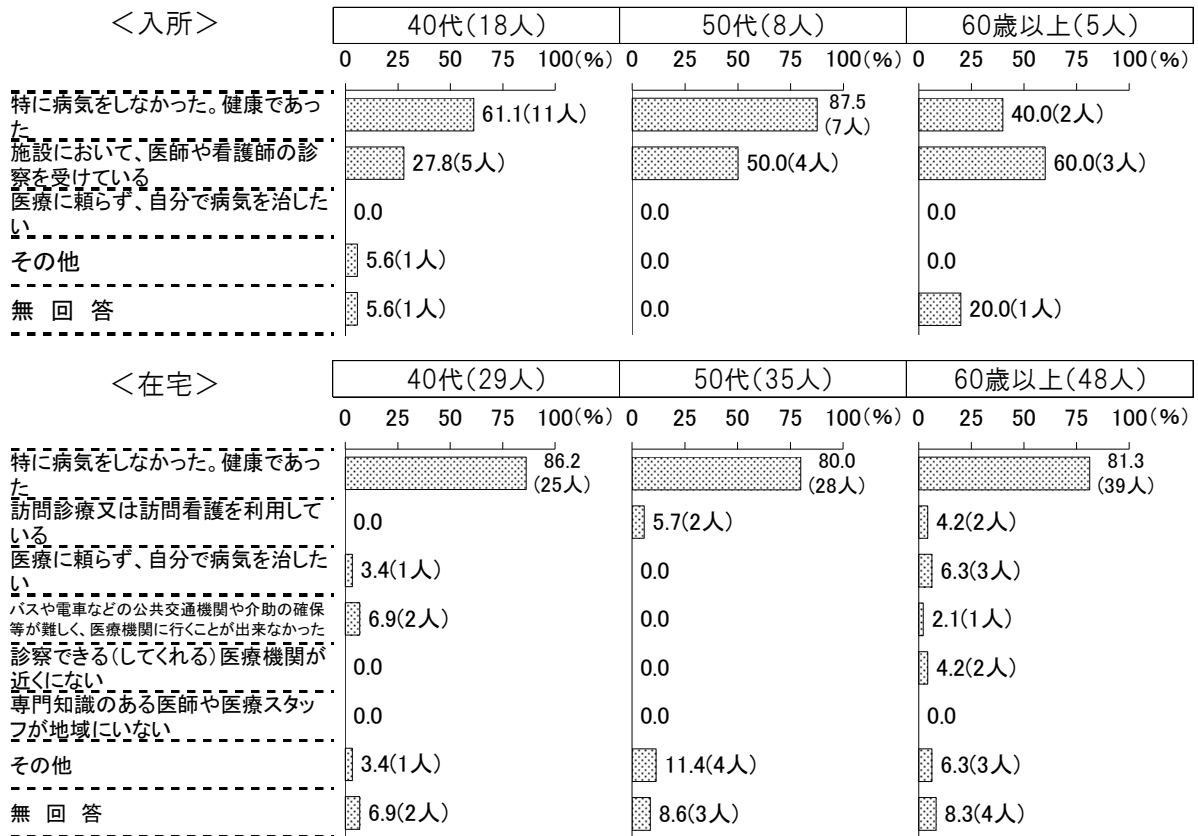 ＜入所＞ 40代(18人) 50代(8人) 60歳以上(5人)
0 25 50 75 100(%) 0 25 50 75 100(%) 0 25 50 75 100(%)
特に病気をしなかった。健康であっ
た
61.1(11人) 87.5
(7人)
40.0(2人)
施設において、医師や看護師の診
察を受けている
27.8(5人) 50.0(4人) 60.0(3人)
医療に頼らず、自分で病気を治した
い
0.0 0.0 0.0
その他 5.6(1人) 0.0 0.0
無 回 答 5.6(1人) 0.0 20.0(1人)
＜在宅＞ 40代(29人) 50代(35人) 60歳以上(48人)
0 25 50 75 100(%) 0 25 50 75 100(%) 0 25 50 75 100(%)
特に病気をしなかった。健康であっ
た
86.2
(25人)
80.0
(28人)
81.3
(39人)
訪問診療又は訪問看護を利用して
いる
0.0 5.7(2人) 4.2(2人)
医療に頼らず、自分で病気を治した
い
3.4(1人) 0.0 6.3(3人)
バスや電車などの公共交通機関や介助の確保
等が難しく、医療機関に行くことが出来なかった
6.9(2人) 0.0 2.1(1人)
診察できる(してくれる)医療機関が
近くにない
0.0 0.0 4.2(2人)
専門知識のある医師や医療スタッ
フが地域にいない
0.0 0.0 0.0
その他 3.4(1人) 11.4(4人) 6.3(3人)
無 回 答 6.9(2人) 8.6(3人) 8.3(4人)